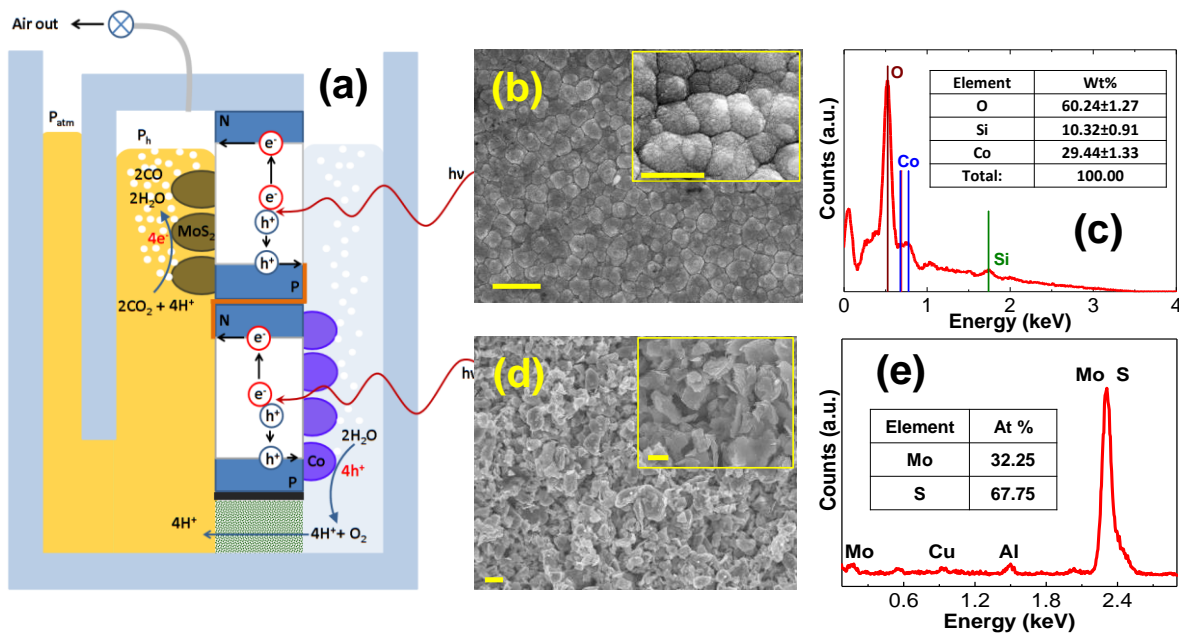 Air out
(a)
P_atm
P_h
N
e⁻
2CO
2H₂O
e⁻
hν
MoS₂
h⁺
4e⁻
h⁺
P
2CO₂ + 4H⁺
N
e⁻
hν
e⁻
h⁺
2H₂O
h⁺
Co
4h⁺
P
4H⁺
4H⁺+ O₂
(b)
(c)
O
Co
Si
Element Wt%
O 60.24±1.27
Si 10.32±0.91
Co 29.44±1.33
Total: 100.00
Counts (a.u.)
0 1 2 3 4
Energy (keV)
(d)
(e)
Mo S
Element At %
Mo 32.25
S 67.75
Mo Cu Al
Counts (a.u.)
0.6 1.2 1.8 2.4
Energy (keV)